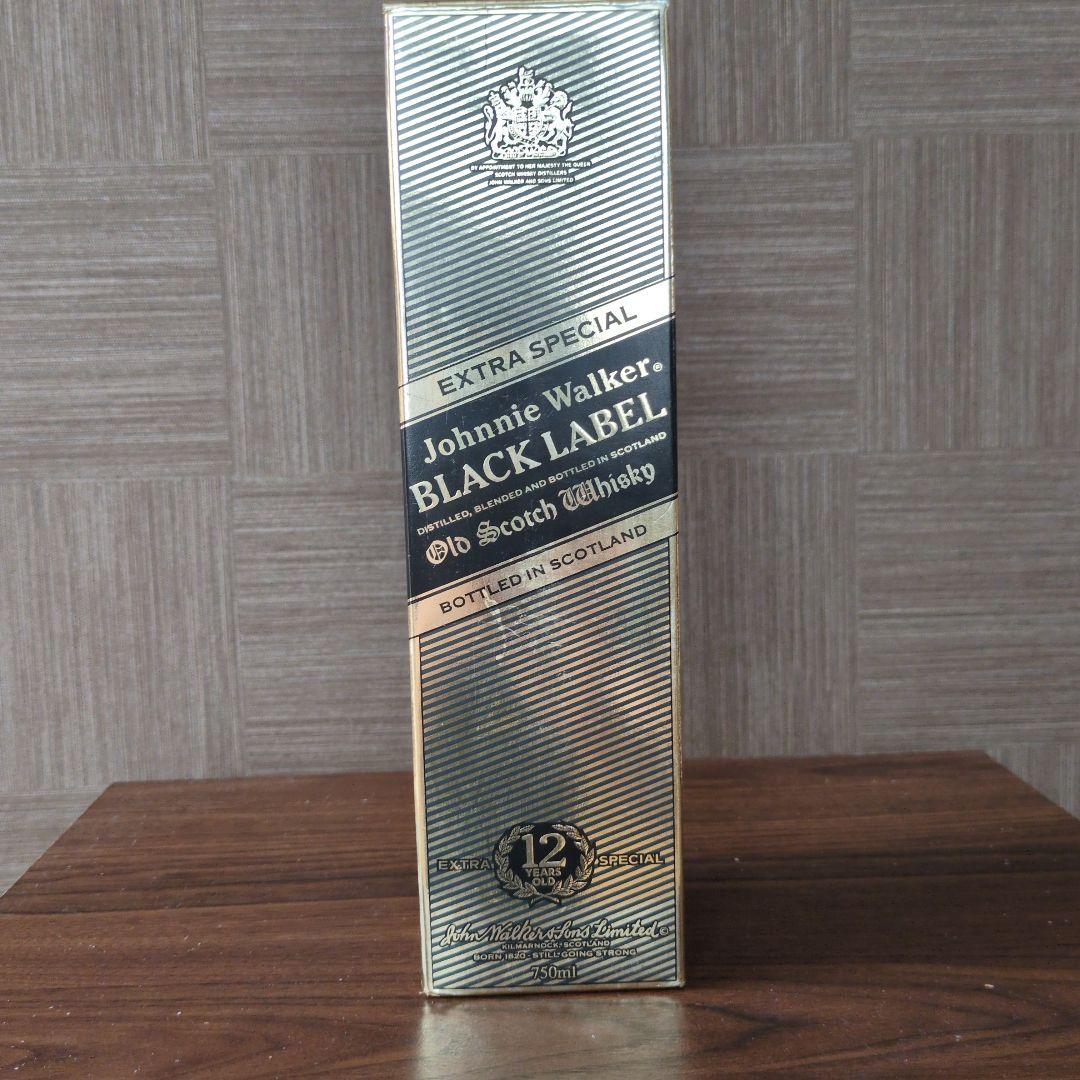 BY APPOINTMENT TO HER MAJESTY THE QUEEN
SCOTCH WHISKY DISTILLERS
JOHN WALKER AND SONS LIMITED
EXTRA SPECIAL
Johnnie Walker®
BLACK LABEL
DISTILLED, BLENDED AND BOTTLED IN SCOTLAND
Old Scotch Whisky
BOTTLED IN SCOTLAND
EXTRA 12 SPECIAL
YEARS
OLD
John Walker & Sons Limited©
KILMARNOCK, SCOTLAND
BORN 1820 - STILL GOING STRONG
750ml